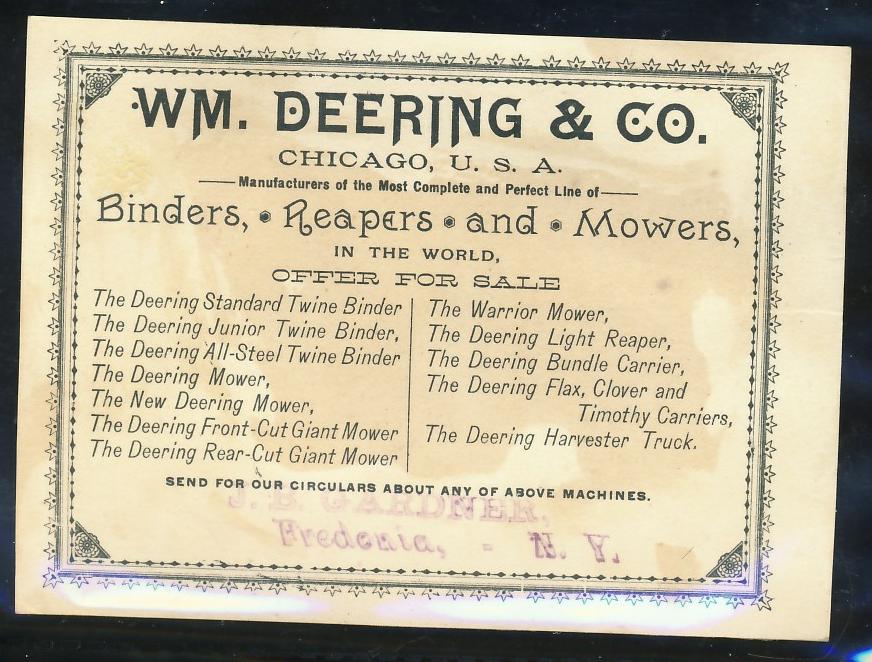 WM. DEERING & CO.
CHICAGO, U. S. A.
Manufacturers of the Most Complete and Perfect Line of
Binders, • Reapers • and • Mowers,
IN THE WORLD,
OFFER FOR SALE
The Deering Standard Twine Binder
The Deering Junior Twine Binder,
The Deering All-Steel Twine Binder
The Deering Mower,
The New Deering Mower,
The Deering Front-Cut Giant Mower
The Deering Rear-Cut Giant Mower
The Warrior Mower,
The Deering Light Reaper,
The Deering Bundle Carrier,
The Deering Flax, Clover and
Timothy Carriers,
The Deering Harvester Truck.
SEND FOR OUR CIRCULARS ABOUT ANY OF ABOVE MACHINES.
GARDNER,
Fredonia, - N. Y.